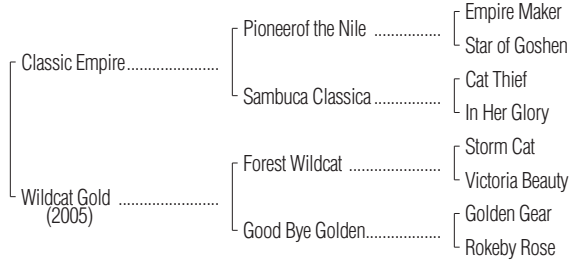 Empire Maker
Pioneerof the Nile ..................
Star of Goshen
Classic Empire.........................
Cat Thief
Sambuca Classica ..................
In Her Glory
Storm Cat
Forest Wildcat .........................
Victoria Beauty
Wildcat Gold ...........................
(2005)
Golden Gear
Good Bye Golden....................
Rokeby Rose